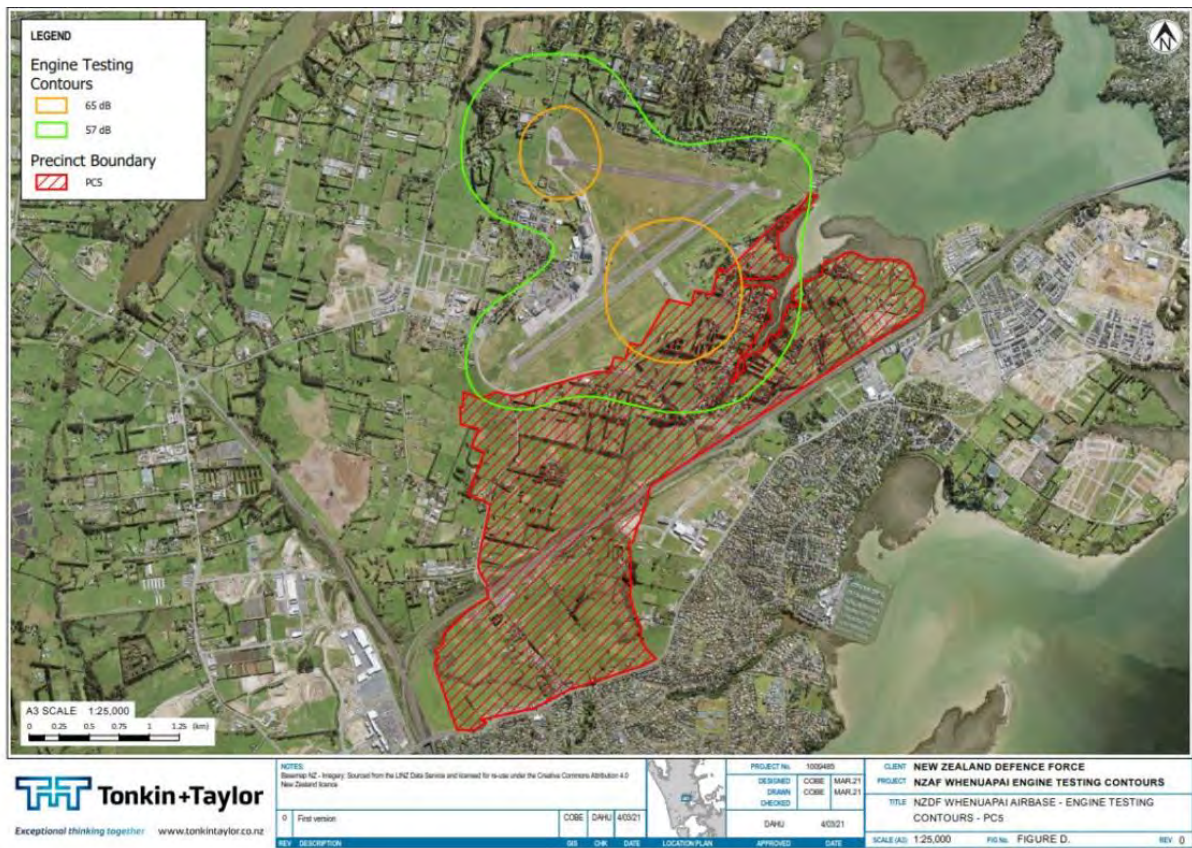 LEGEND
Engine Testing
Contours
65 dB
57 dB
Precinct Boundary
PC5
N
A3 SCALE 1:25,000
0 0.25 0.5 0.75 1 1.25 (km)
Tonkin+Taylor
Exceptional thinking together www.tonkintaylor.co.nz
NOTES:
Basemap NZ - Imagery: Sourced from the LINZ Data Service and licensed for re-use under the Creative Commons Attribution 4.0
New Zealand licence
0 First version COBE DAHU 4/03/21
REV DESCRIPTION GIS CHK DATE
LOCATION PLAN
PROJECT No. 1009485
DESIGNED COBE MAR.21
DRAWN COBE MAR.21
CHECKED
DAHU 4/03/21
APPROVED DATE
CLIENT NEW ZEALAND DEFENCE FORCE
PROJECT NZAF WHENUAPAI ENGINE TESTING CONTOURS
TITLE NZDF WHENUAPAI AIRBASE - ENGINE TESTING
CONTOURS - PC5
SCALE (A3) 1:25,000 FIG No. FIGURE D. REV 0